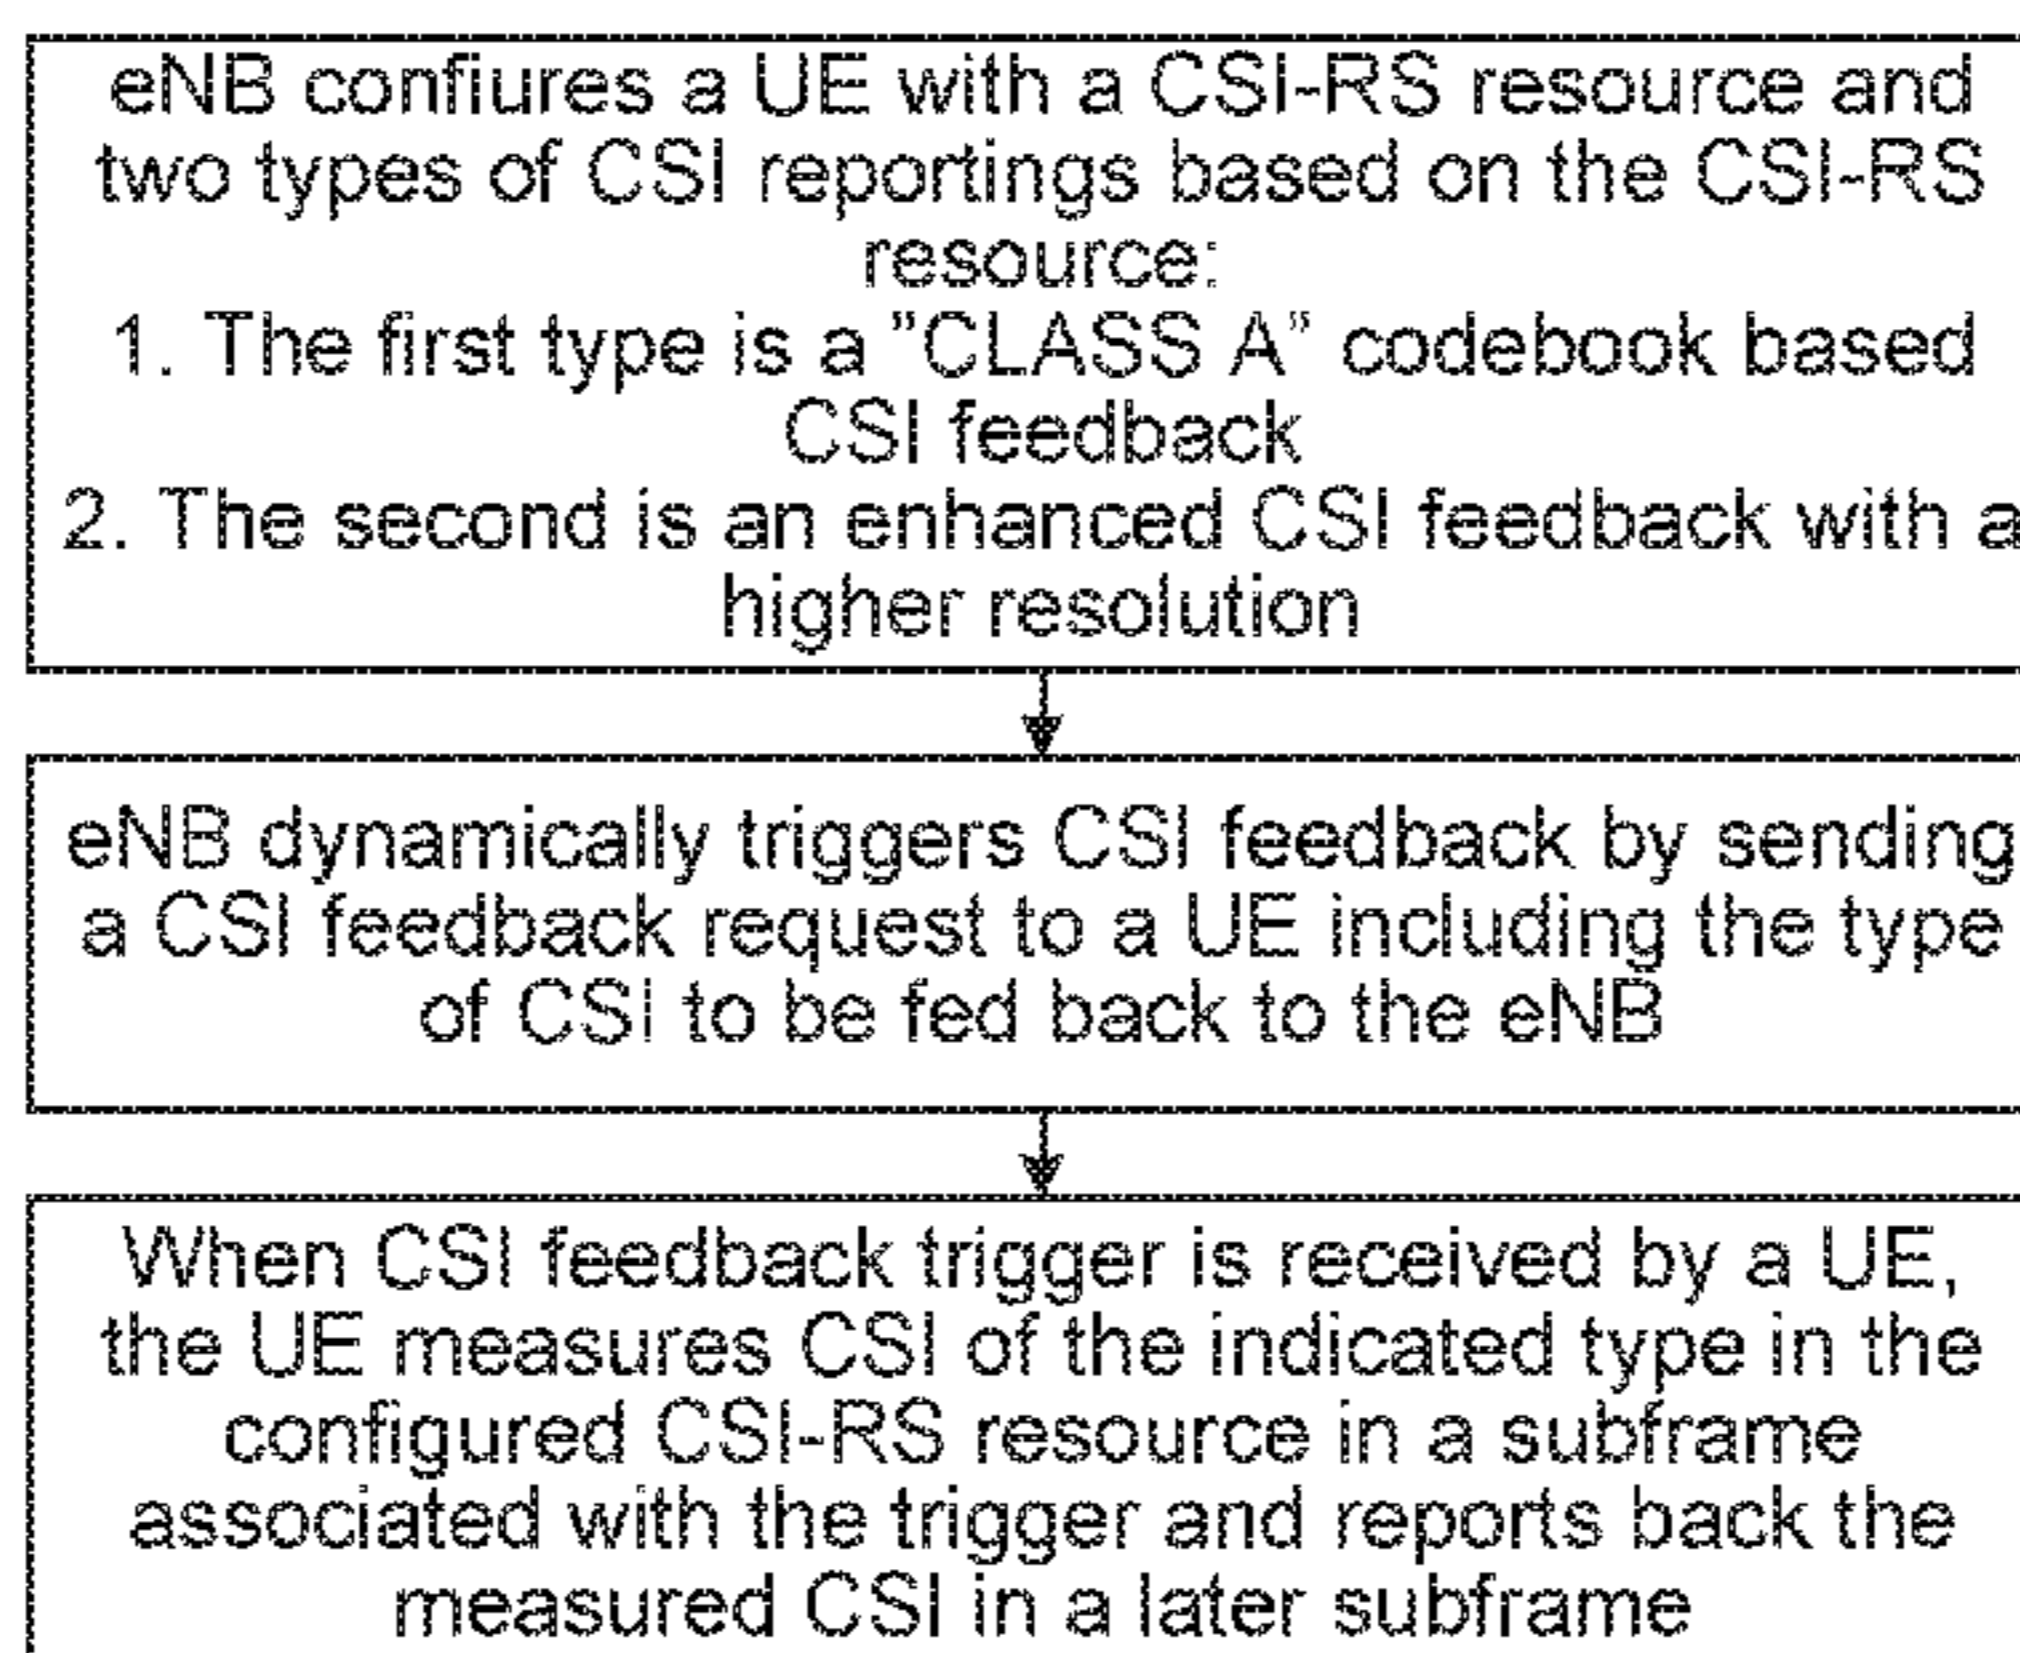 eNB confiures a UE with a CSI-RS resource and
two types of CSI reportings based on the CSI-RS
resource:
1. The first type is a ”CLASS A” codebook based
CSI feedback
2. The second is an enhanced CSI feedback with a
higher resolution
eNB dynamically triggers CSI feedback by sending
a CSI feedback request to a UE including the type
of CSI to be fed back to the eNB
When CSI feedback trigger is received by a UE,
the UE measures CSI of the indicated type in the
configured CSI-RS resource in a subframe
associated with the trigger and reports back the
measured CSI in a later subframe